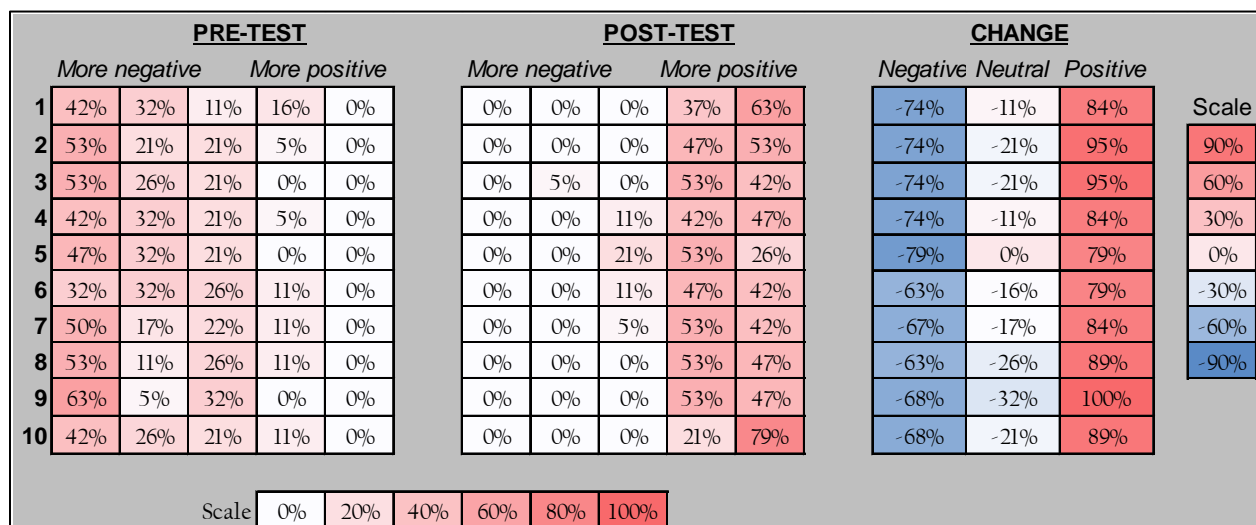 PRE-TEST POST-TEST CHANGE
More negative More positive More negative More positive Negative Neutral Positive
1 42% 32% 11% 16% 0% 0% 0% 0% 37% 63% -74% -11% 84% Scale
2 53% 21% 21% 5% 0% 0% 0% 0% 47% 53% -74% -21% 95% 90%
3 53% 26% 21% 0% 0% 0% 5% 0% 53% 42% -74% -21% 95% 60%
4 42% 32% 21% 5% 0% 0% 0% 11% 42% 47% -74% -11% 84% 30%
5 47% 32% 21% 0% 0% 0% 0% 21% 53% 26% -79% 0% 79% 0%
6 32% 32% 26% 11% 0% 0% 0% 11% 47% 42% -63% -16% 79% -30%
7 50% 17% 22% 11% 0% 0% 0% 5% 53% 42% -67% -17% 84% -60%
8 53% 11% 26% 11% 0% 0% 0% 0% 53% 47% -63% -26% 89% -90%
9 63% 5% 32% 0% 0% 0% 0% 0% 53% 47% -68% -32% 100%
10 42% 26% 21% 11% 0% 0% 0% 0% 21% 79% -68% -21% 89%
Scale 0% 20% 40% 60% 80% 100%